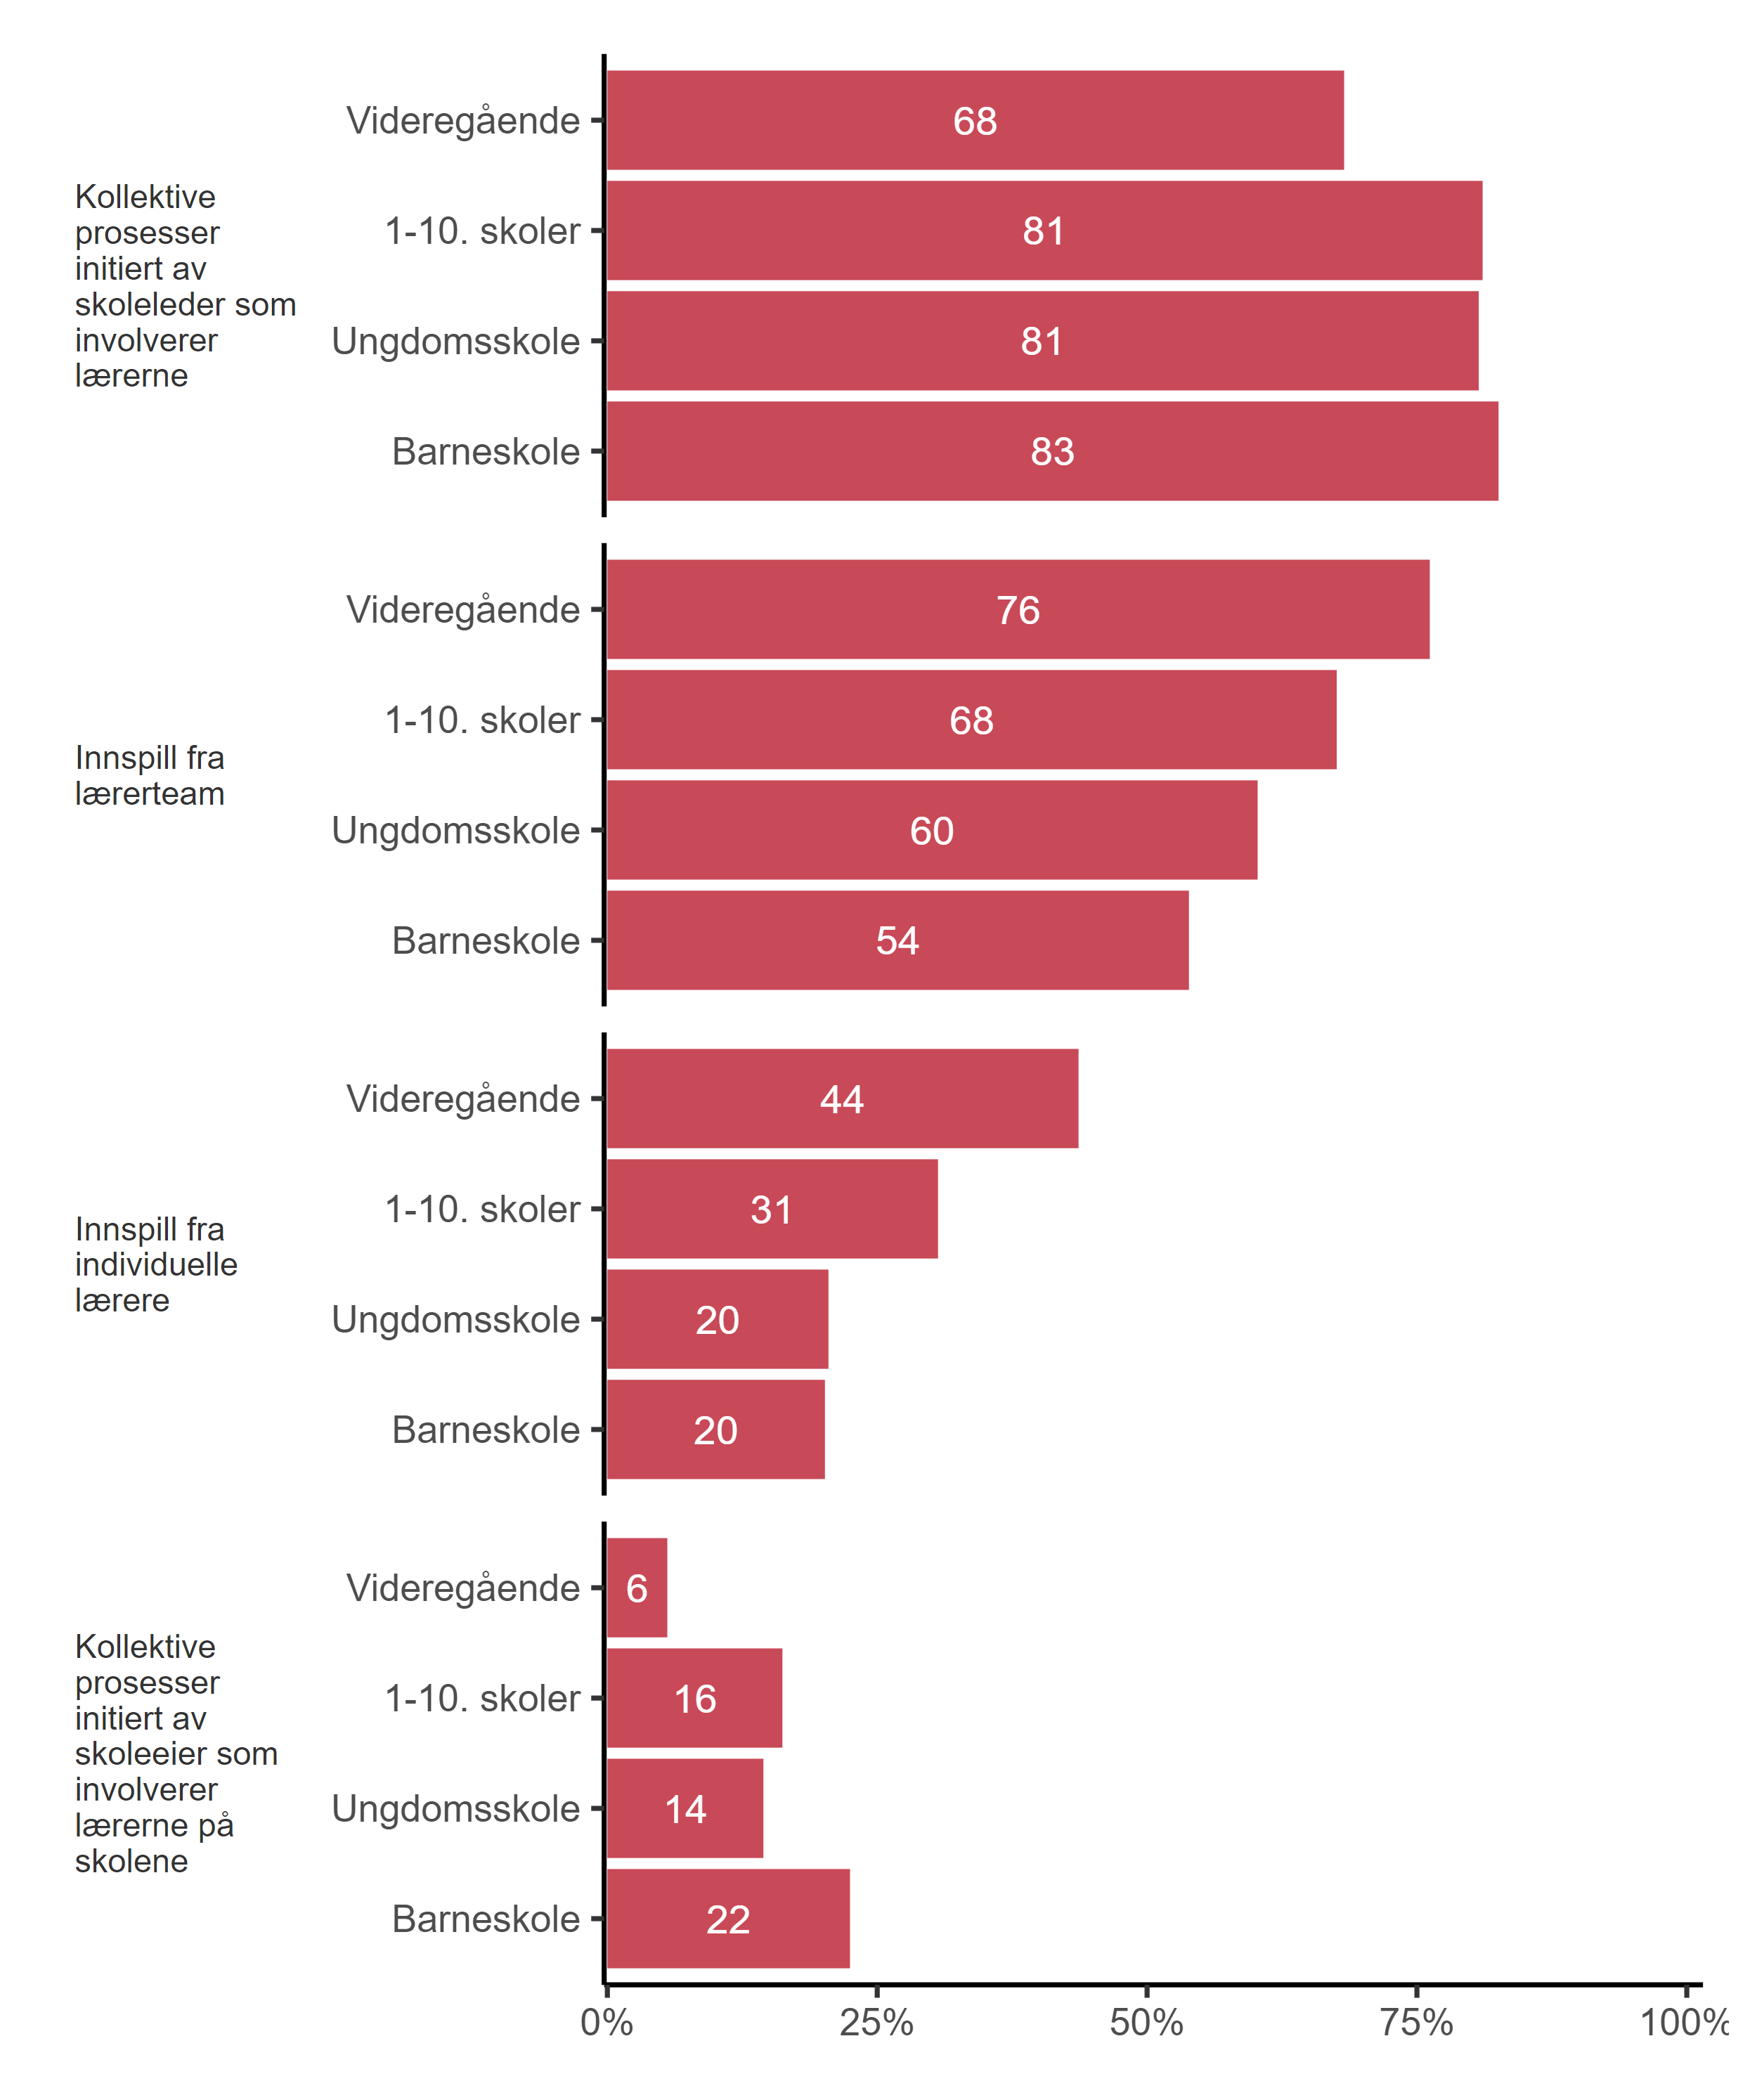 Kollektive
prosesser
initiert av
skoleleder som
involverer
lærerne
Videregående 68
1-10. skoler 81
Ungdomsskole 81
Barneskole 83
Innspill fra
lærerteam
Videregående 76
1-10. skoler 68
Ungdomsskole 60
Barneskole 54
Innspill fra
individuelle
lærere
Videregående 44
1-10. skoler 31
Ungdomsskole 20
Barneskole 20
Kollektive
prosesser
initiert av
skoleeier som
involverer
lærerne på
skolene
Videregående 6
1-10. skoler 16
Ungdomsskole 14
Barneskole 22
0% 25% 50% 75% 100%